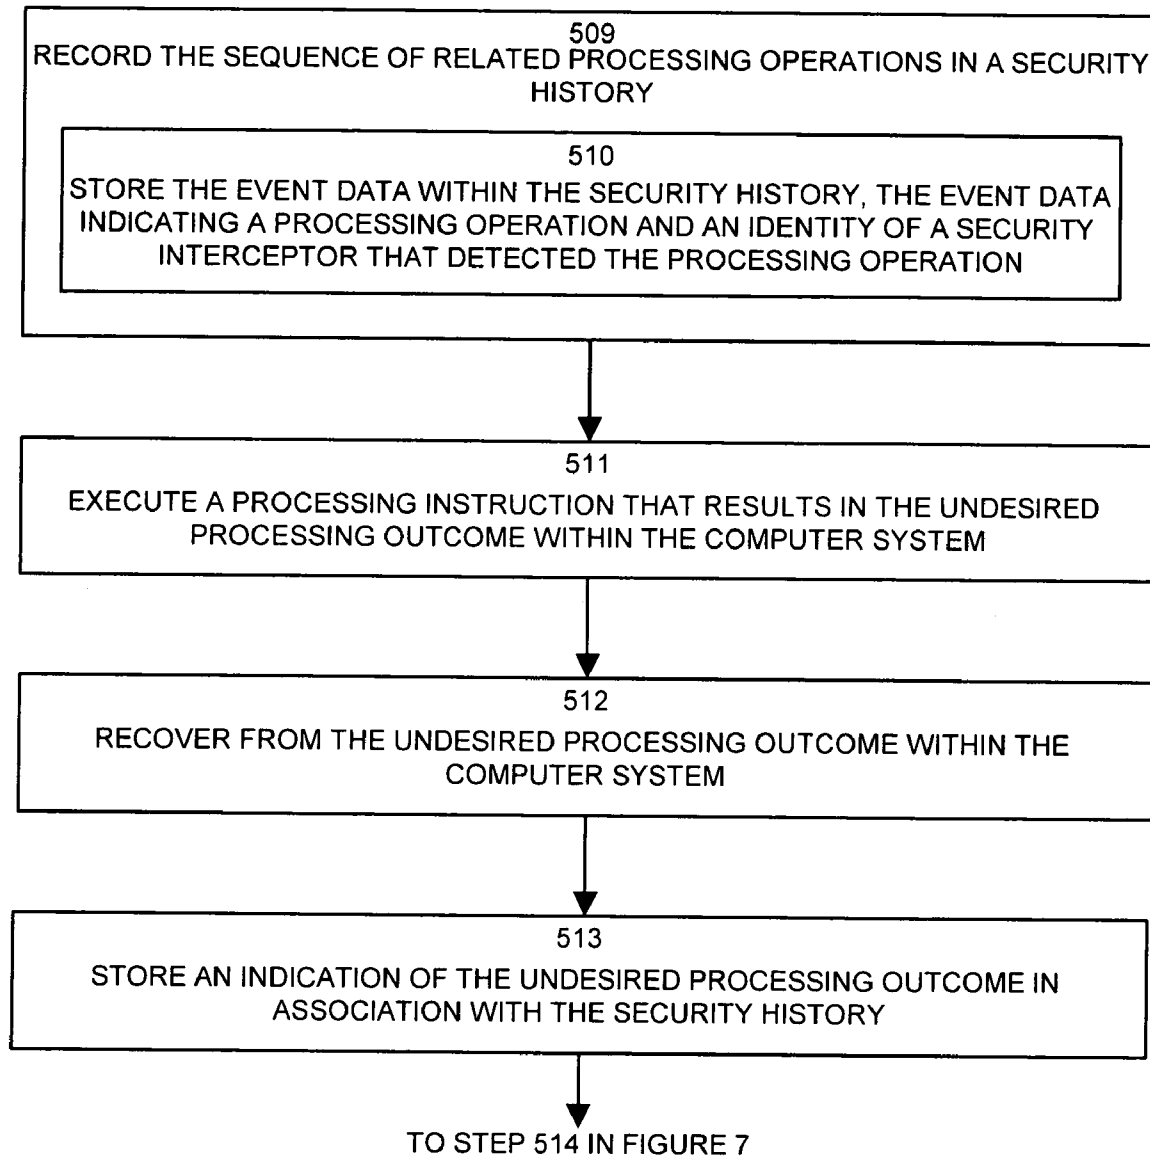 509
RECORD THE SEQUENCE OF RELATED PROCESSING OPERATIONS IN A SECURITY
HISTORY
510
STORE THE EVENT DATA WITHIN THE SECURITY HISTORY, THE EVENT DATA
INDICATING A PROCESSING OPERATION AND AN IDENTITY OF A SECURITY
INTERCEPTOR THAT DETECTED THE PROCESSING OPERATION
511
EXECUTE A PROCESSING INSTRUCTION THAT RESULTS IN THE UNDESIRED
PROCESSING OUTCOME WITHIN THE COMPUTER SYSTEM
512
RECOVER FROM THE UNDESIRED PROCESSING OUTCOME WITHIN THE
COMPUTER SYSTEM
513
STORE AN INDICATION OF THE UNDESIRED PROCESSING OUTCOME IN
ASSOCIATION WITH THE SECURITY HISTORY
TO STEP 514 IN FIGURE 7